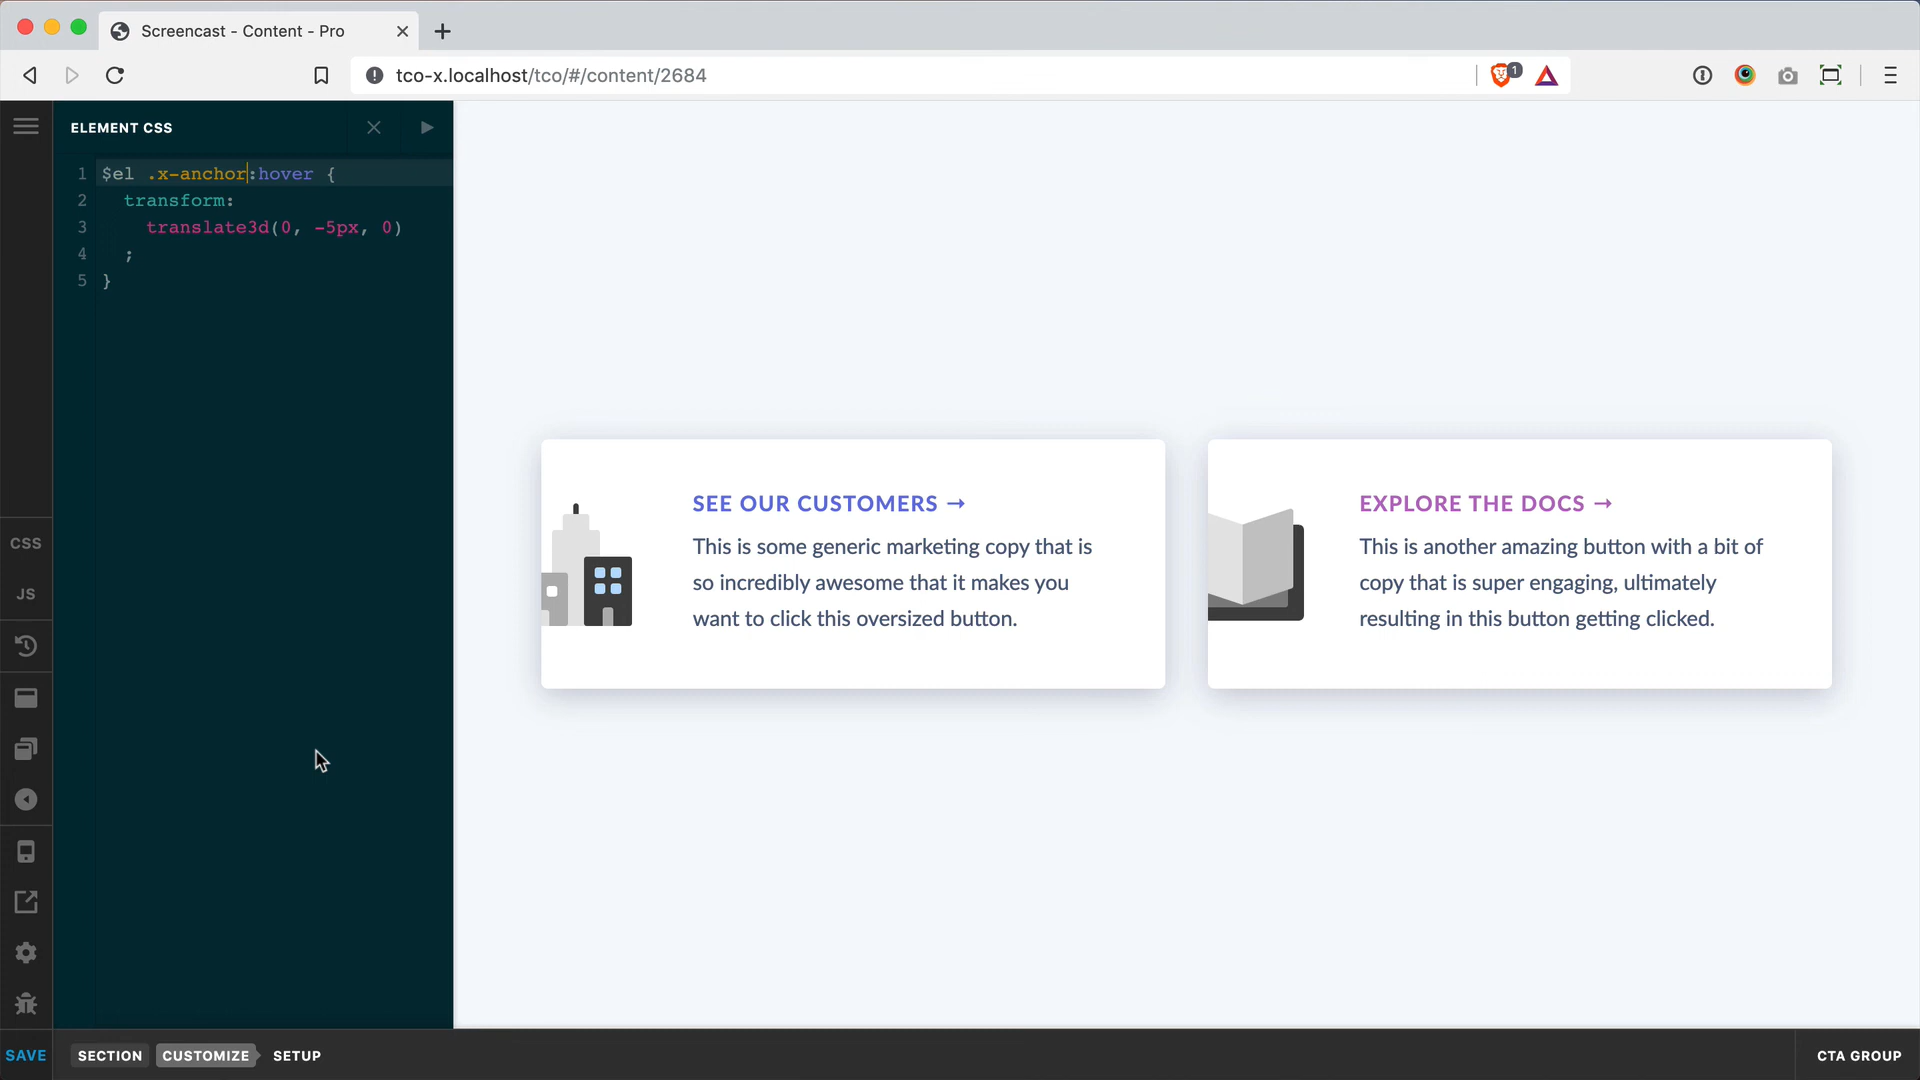 Screencast - Content - Pro
tco-x.localhost/tco/#/content/2684
1
ELEMENT CSS
1 $el .x-anchor:hover {
2 transform:
3 translate3d(0, -5px, 0)
4 ;
5 }
CSS
JS
SEE OUR CUSTOMERS →
This is some generic marketing copy that is
so incredibly awesome that it makes you
want to click this oversized button.
EXPLORE THE DOCS →
This is another amazing button with a bit of
copy that is super engaging, ultimately
resulting in this button getting clicked.
SAVE
SECTION
CUSTOMIZE
SETUP
CTA GROUP